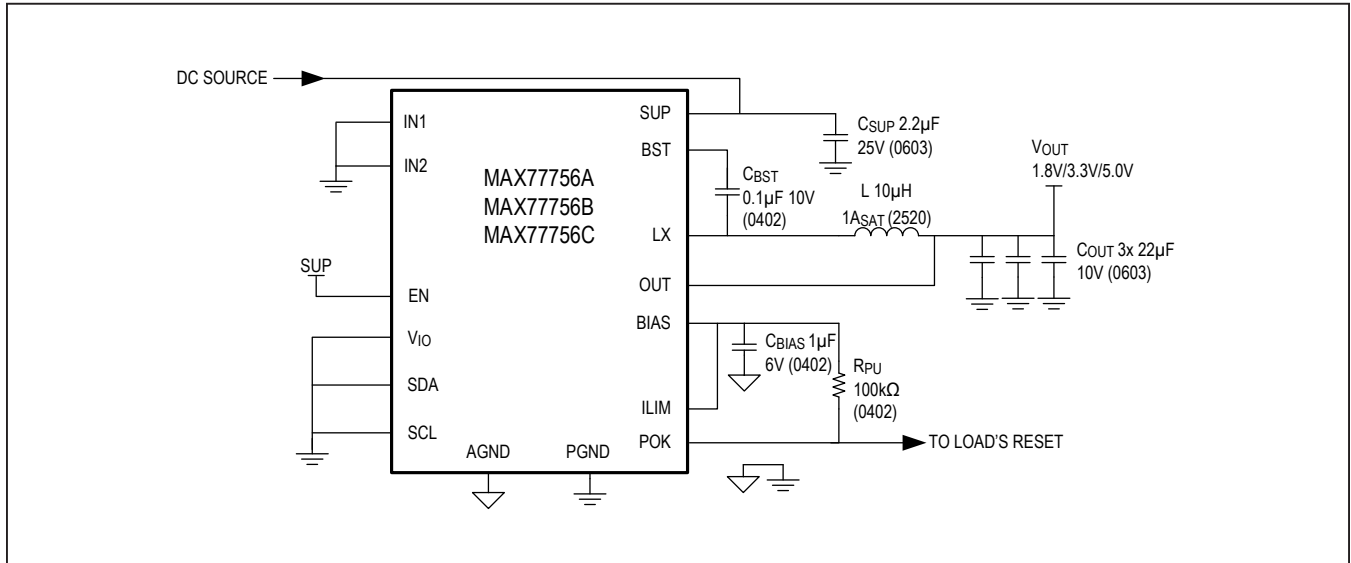 DC SOURCE
IN1
IN2
SUP
EN
VIO
SDA
SCL
MAX77756A
MAX77756B
MAX77756C
AGND
PGND
SUP
BST
LX
OUT
BIAS
ILIM
POK
CSUP 2.2µF
25V (0603)
CBST
0.1µF 10V
(0402)
L 10µH
1ASAT (2520)
VOUT
1.8V/3.3V/5.0V
COUT 3x 22µF
10V (0603)
CBIAS 1µF
6V (0402)
RPU
100kΩ
(0402)
TO LOAD'S RESET